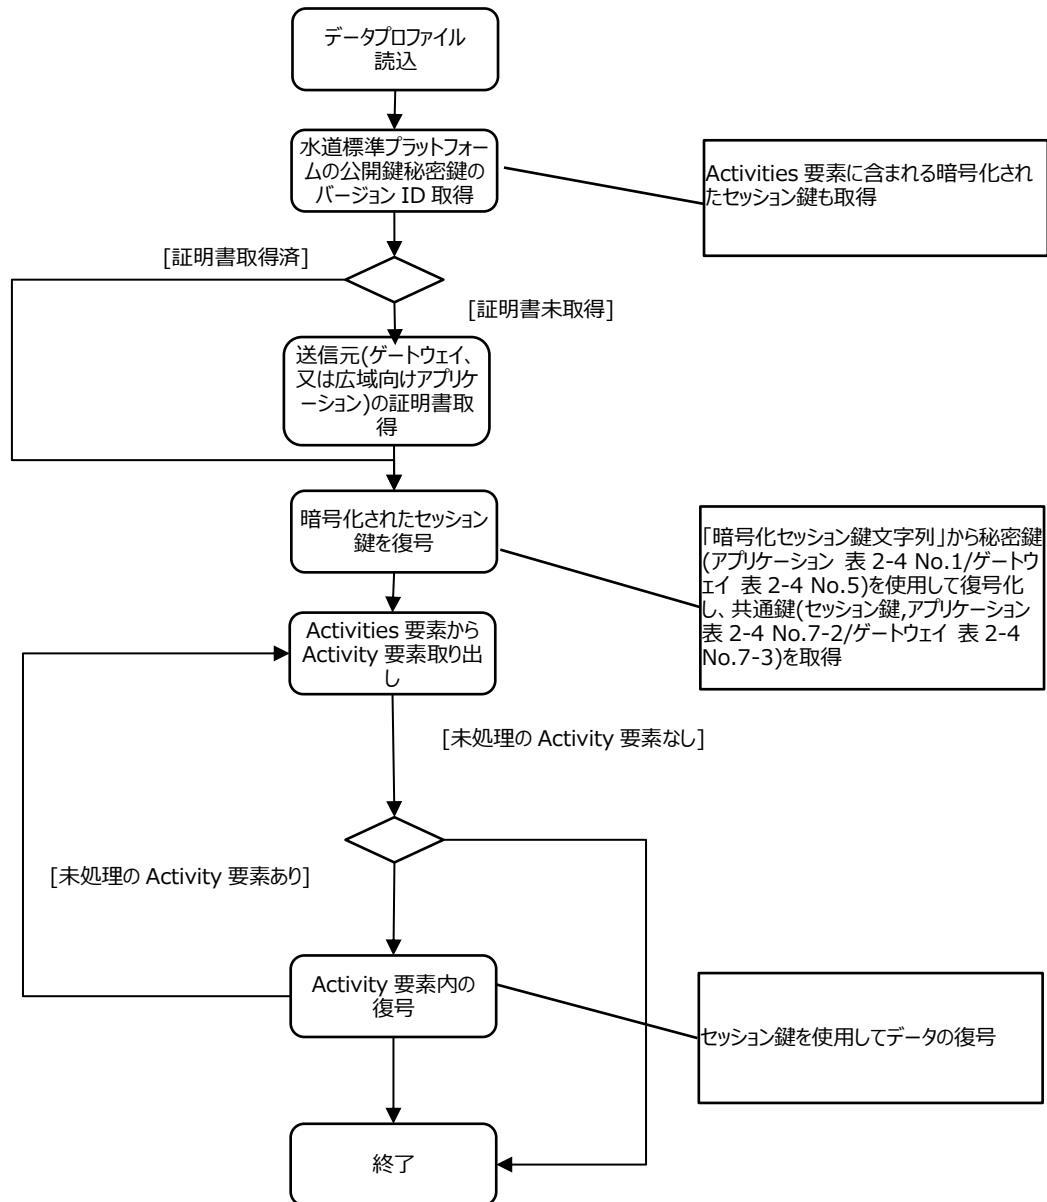 データプロファイル
読込
水道標準プラットフォー
ムの公開鍵秘密鍵の
バージョン ID 取得
Activities 要素に含まれる暗号化され
たセッション鍵も取得
[証明書取得済]
[証明書未取得]
送信元(ゲートウェイ、
又は広域向けアプリケ
ーション)の証明書取
得
暗号化されたセッション
鍵を復号
「暗号化セッション鍵文字列」から秘密鍵
(アプリケーション 表 2-4 No.1/ゲートウ
ェイ 表 2-4 No.5)を使用して復号化
し、共通鍵(セッション鍵,アプリケーション
表 2-4 No.7-2/ゲートウェイ 表 2-4
No.7-3)を取得
Activities 要素から
Activity 要素取り出
し
[未処理の Activity 要素なし]
[未処理の Activity 要素あり]
Activity 要素内の
復号
セッション鍵を使用してデータの復号
終了